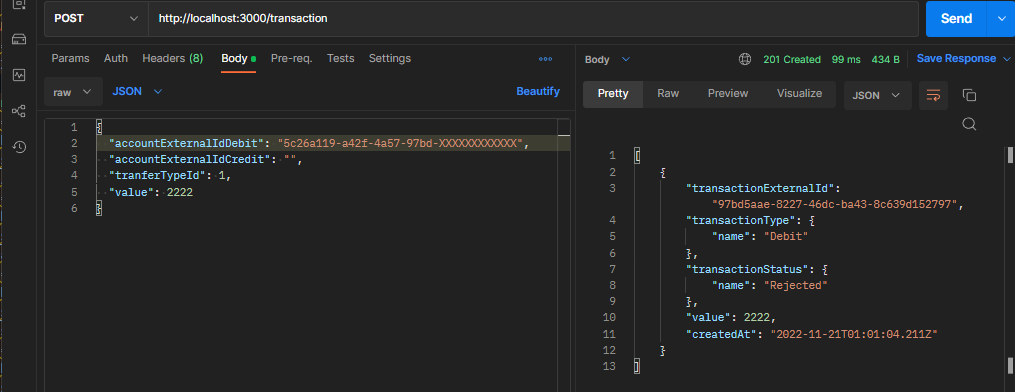 POST http://localhost:3000/transaction Send
Params Auth Headers (8) Body Pre-req. Tests Settings
raw JSON Beautify
1 {
2 "accountExternalIdDebit": "5c26a119-a42f-4a57-97bd-XXXXXXXXXXXX",
3 "accountExternalIdCredit": "",
4 "tranferTypeId": 1,
5 "value": 2222
6 }
Body 201 Created 99 ms 434 B Save Response
Pretty Raw Preview Visualize JSON
1 [
2 {
3 "transactionExternalId":
"97bd5aae-8227-46dc-ba43-8c639d152797",
4 "transactionType": {
5 "name": "Debit"
6 },
7 "transactionStatus": {
8 "name": "Rejected"
9 },
10 "value": 2222,
11 "createdAt": "2022-11-21T01:01:04.211Z"
12 }
13 ]